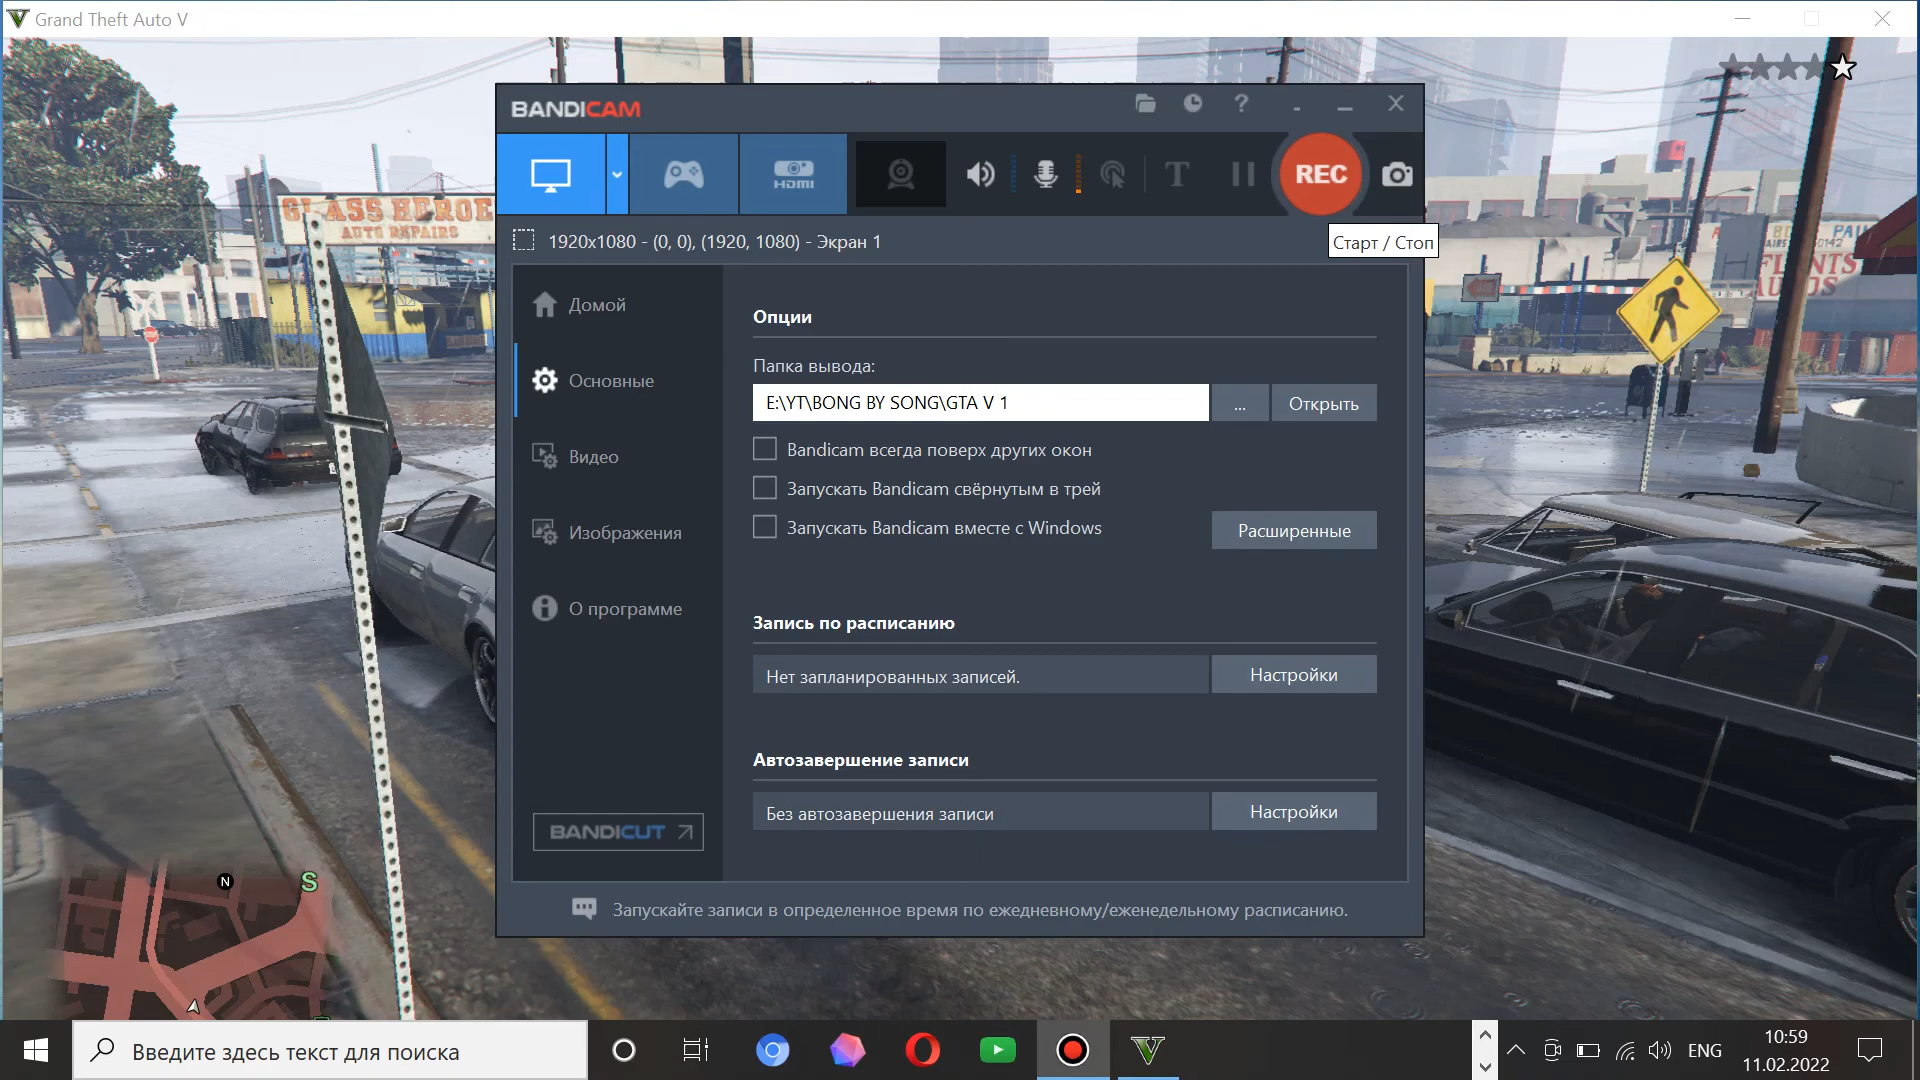 Grand Theft Auto V
BANDICAM
HDMI
T
REC
1920x1080 - (0, 0), (1920, 1080) - Экран 1
Старт / Стоп
GLASS HEROE
AUTO REPAIRS
Домой
Основные
Видео
Изображения
О программе
BANDICUT
Опции
Папка вывода:
E:\YT\BONG BY SONG\GTA V 1
...
Открыть
Bandicam всегда поверх других окон
Запускать Bandicam свёрнутым в трей
Запускать Bandicam вместе с Windows
Расширенные
Запись по расписанию
Нет запланированных записей.
Настройки
Автозавершение записи
Без автозавершения записи
Настройки
Запускайте записи в определенное время по ежедневному/еженедельному расписанию.
N
S
Введите здесь текст для поиска
ENG
10:59
11.02.2022